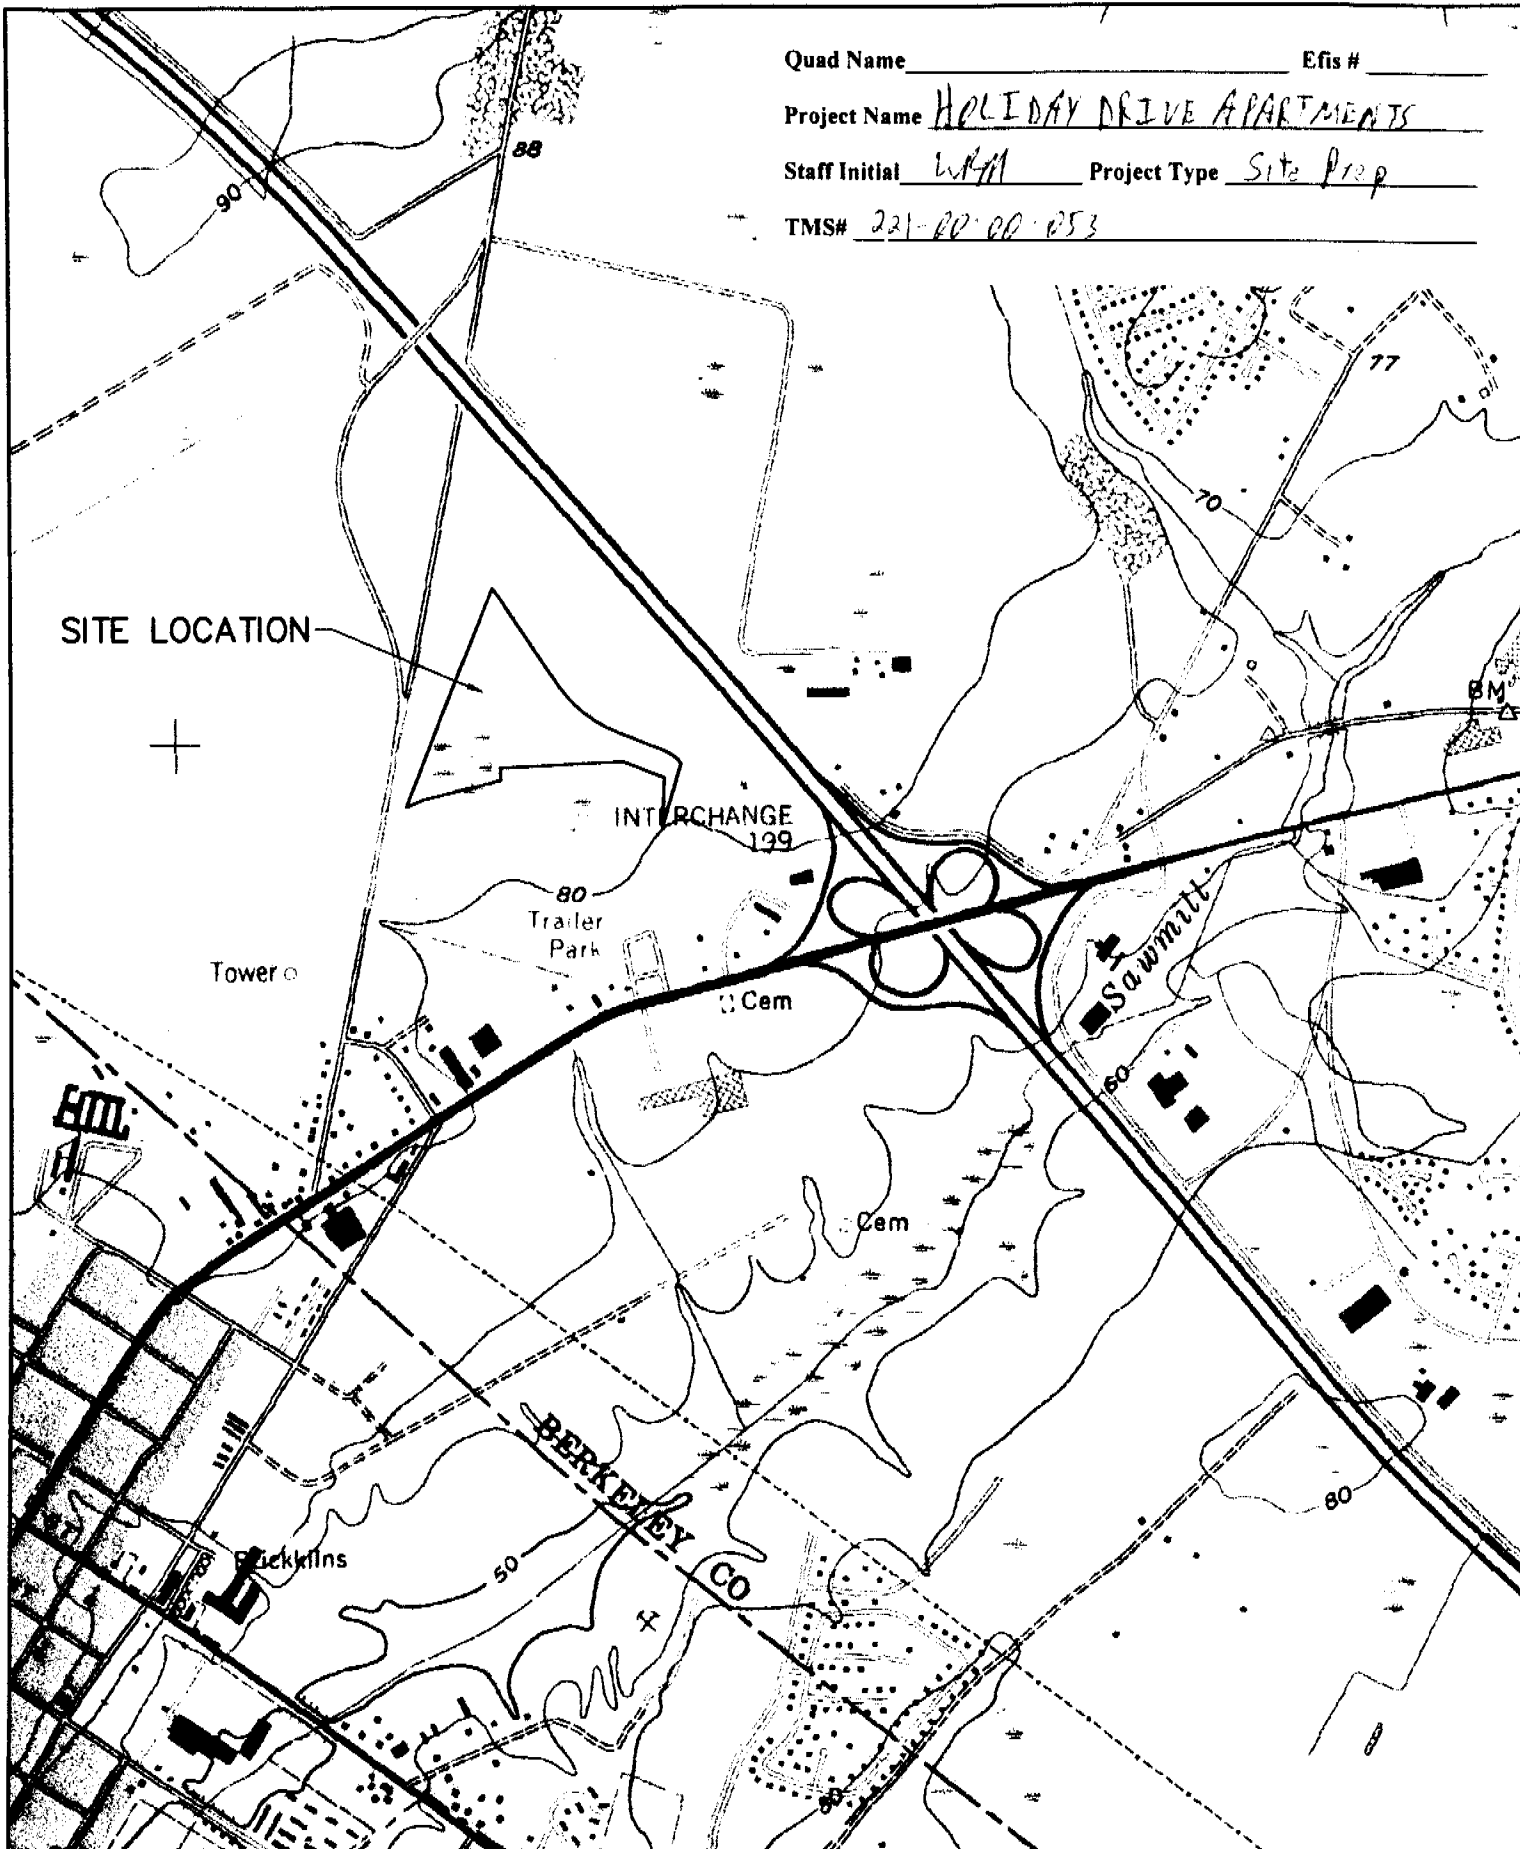 Quad Name Efis #
Project Name HOLIDAY DRIVE APARTMENTS
Staff Initial Project Type Site Prep
TMS# 221-00-00-053
88
90
77
70
SITE LOCATION
BM
INTERCHANGE
199
80
Trailer
Park
Tower
Cem
Sawmill
60
Cem
BERKELEY CO
80
50
Brickkilns
80